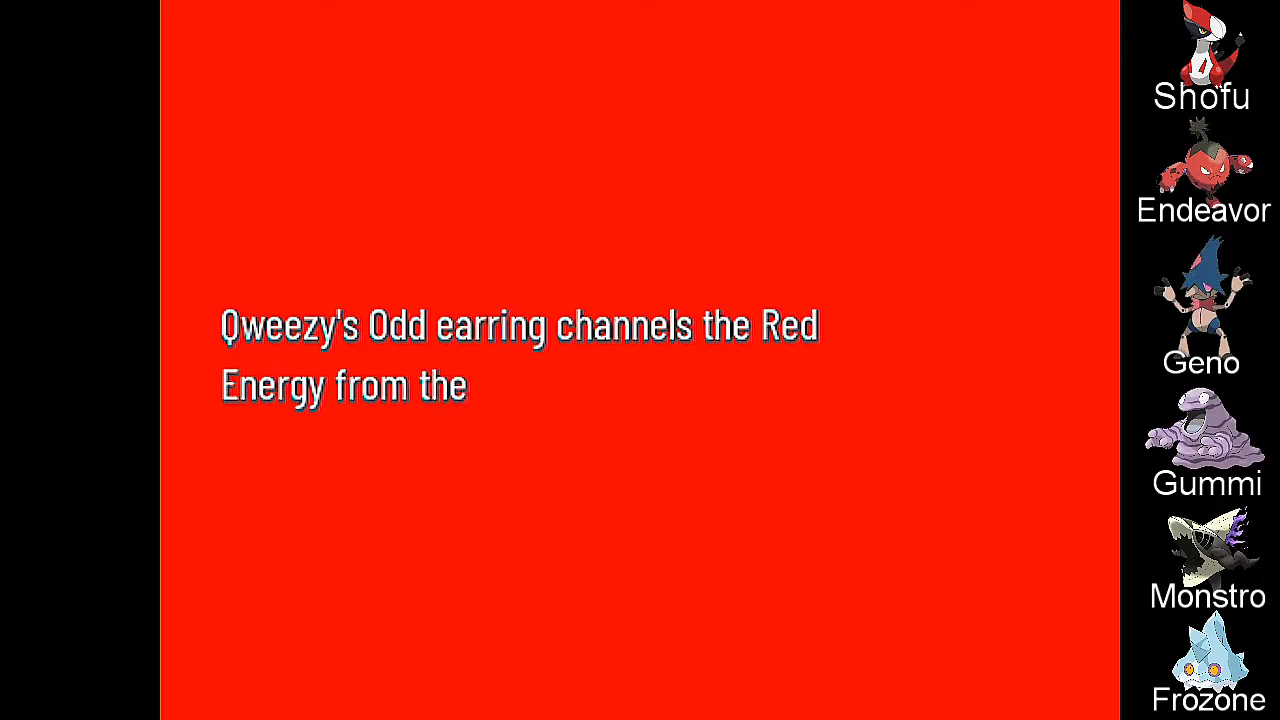 Qweezy's Odd earring channels the Red
Energy from the
Shofu
Endeavor
Geno
Gummi
Monstro
Frozone